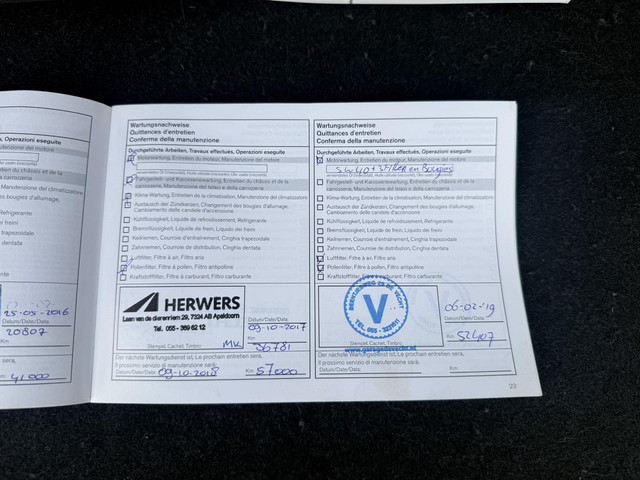 , Operazioni eseguite
Refrigerante
trapezoidale
dentata
25-05-2016
Datum/Date/Data:
20807
sera,
41000
Wartungsnachweise
Quittances d'entretien
Conferma della manutenzione
Durchgeführte Arbeiten, Travaux effectués, Operazioni eseguite
Motorwartung, Entretien du moteur, Manutenzione del motore
Fahrgestell- und Karosseriewartung, Entretien du châssis et de la
carrosserie, Manutenzione del telaio e della carrozzeria
Klima-Wartung, Entretien de la climatisation, Manutenzione del climatizzatore
Austausch der Zündkerzen, Changement des bougies d'allumage,
Cambiamento delle candele d'accensione
Kühlflüssigkeit, Liquide de refroidissement, Refrigerante
Bremsflüssigkeit, Liquide de frein, Liquido dei freni
Keilriemen, Courroie d'entraînement, Cinghia trapezoidale
Zahnriemen, Courroie de distribution, Cinghia dentata
Luftfilter, Filtre à air, Filtro aria
Pollenfilter, Filtre à pollen, Filtro antipolline
Kraftstofffilter, Filtre à carburant, Filtro carburante
HERWERS
Laan van de dierenriem 29, 7324 AB Apeldoorn
Tel. 055 - 360 62 12
Datum/Date/Data:
09-10-2017
Stempel, Cachet, Timbro
MK
Km:
36781
Der nächste Wartungsdienst ist, Le prochain entretien sera,
Il prossimo servizio di manutenzione sarà:
Datum/Date/Data: 09-10-2018
Km: 57000
Wartungsnachweise
Quittances d'entretien
Conferma della manutenzione
Durchgeführte Arbeiten, Travaux effectués, Operazioni eseguite
Motorwartung, Entretien du moteur, Manutenzione del motore
Fahrgestell- und Karosseriewartung, Entretien du châssis et de la
carrosserie, Manutenzione del telaio e della carrozzeria
Klima-Wartung, Entretien de la climatisation, Manutenzione del climatizzatore
Austausch der Zündkerzen, Changement des bougies d'allumage,
Cambiamento delle candele d'accensione
Kühlflüssigkeit, Liquide de refroidissement, Refrigerante
Bremsflüssigkeit, Liquide de frein, Liquido dei freni
Keilriemen, Courroie d'entraînement, Cinghia trapezoidale
Zahnriemen, Courroie de distribution, Cinghia dentata
Luftfilter, Filtre à air, Filtro aria
Pollenfilter, Filtre à pollen, Filtro antipolline
Kraftstofffilter, Filtre à carburant, Filtro carburante
V
06-02-19
Datum/Date/Data:
52407
Stempel, Cachet, Timbro
Km:
Der nächste Wartungsdienst ist, Le prochain entretien sera,
Il prossimo servizio di manutenzione sarà:
Datum/Date/Data:
Km:
23